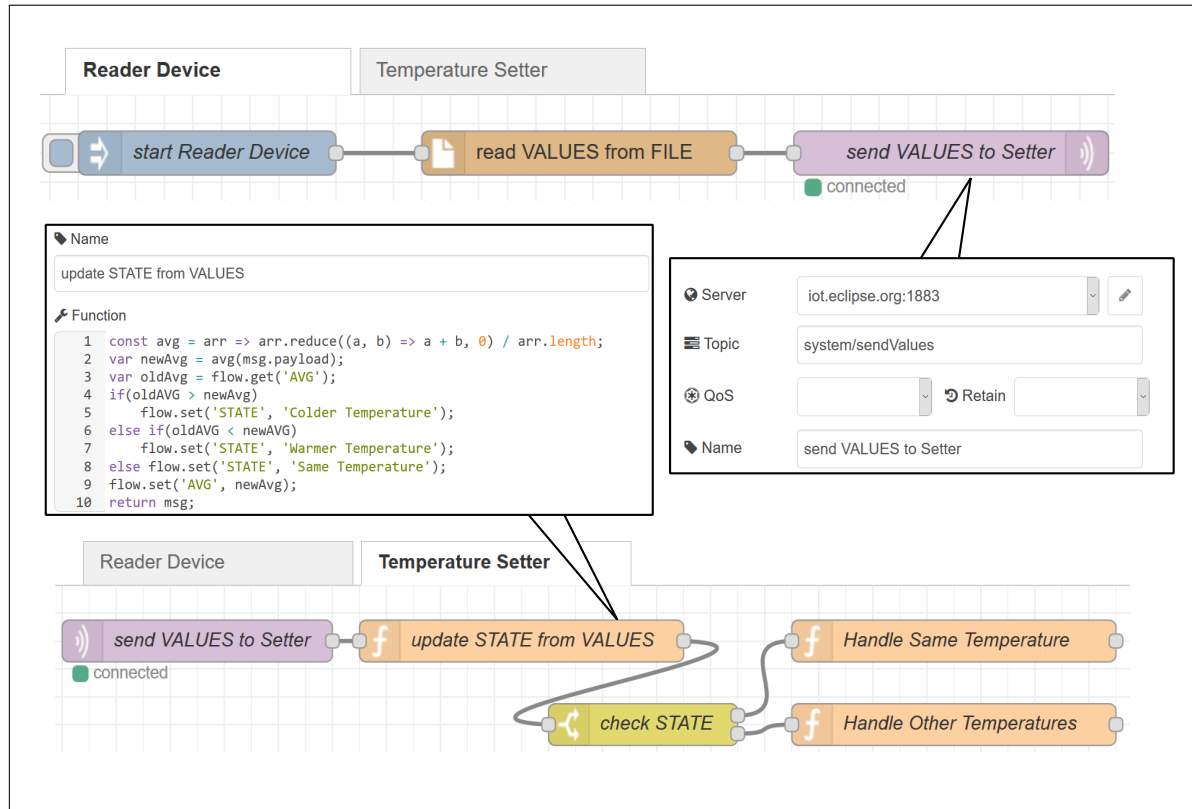 Reader Device
Temperature Setter
start Reader Device
read VALUES from FILE
send VALUES to Setter
connected
Name
update STATE from VALUES
Function
1 const avg = arr => arr.reduce((a, b) => a + b, 0) / arr.length;
2 var newAvg = avg(msg.payload);
3 var oldAvg = flow.get('AVG');
4 if(oldAVG > newAvg)
5 flow.set('STATE', 'Colder Temperature');
6 else if(oldAVG < newAVG)
7 flow.set('STATE', 'Warmer Temperature');
8 else flow.set('STATE', 'Same Temperature');
9 flow.set('AVG', newAvg);
10 return msg;
Server
iot.eclipse.org:1883
Topic
system/sendValues
QoS
Retain
Name
send VALUES to Setter
Reader Device
Temperature Setter
send VALUES to Setter
connected
update STATE from VALUES
Handle Same Temperature
check STATE
Handle Other Temperatures